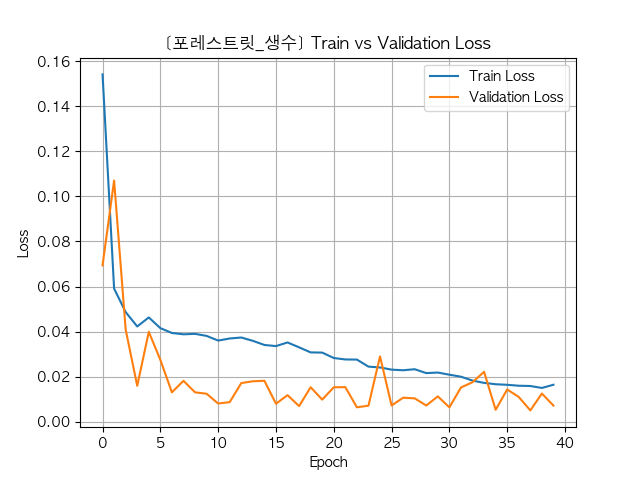 [포레스트릿_생수] Train vs Validation Loss
Train Loss
Validation Loss
Loss
0.16
0.14
0.12
0.10
0.08
0.06
0.04
0.02
0.00
0 5 10 15 20 25 30 35 40
Epoch